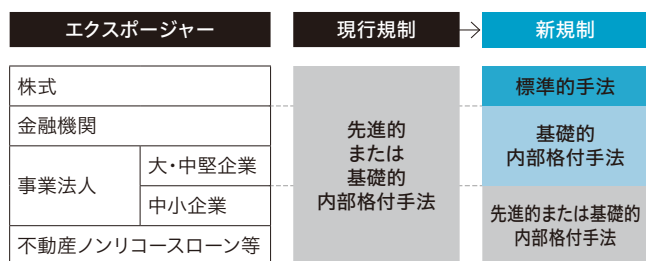 エクスポージャー
現行規制
新規制
株式
金融機関
事業法人
大・中堅企業
中小企業
不動産ノンリコースローン等
先進的
または
基礎的
内部格付手法
標準的手法
基礎的
内部格付手法
先進的または基礎的
内部格付手法